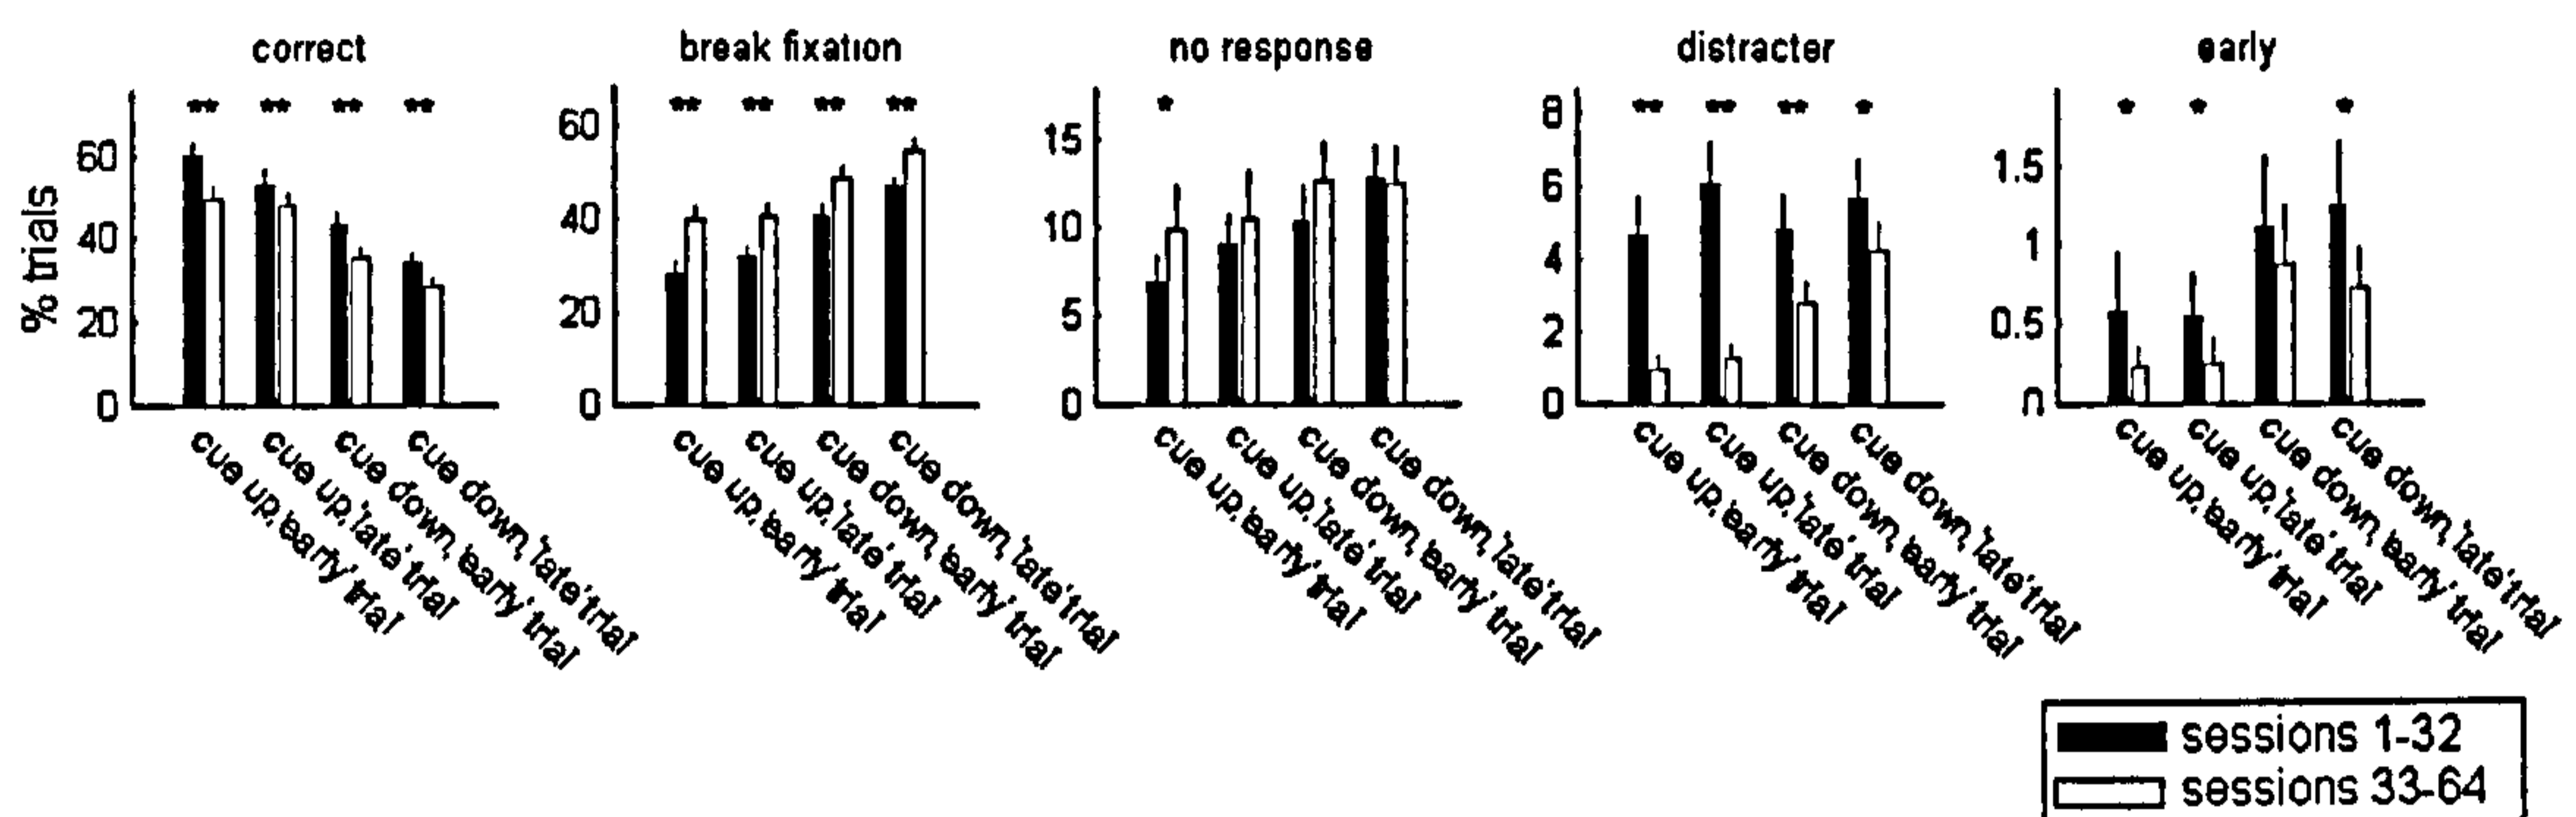 correct
break fixation
no response
distracter
early
** ** ** **
** ** ** **
*
** ** ** *
* * *
% trials
60
40
20
0
60
40
20
0
15
10
5
0
8
6
4
2
0
1.5
1
0.5
0
cue up, 'early' trial
cue up, 'late' trial
cue down, 'early' trial
cue down, 'late' trial
cue up, 'early' trial
cue up, 'late' trial
cue down, 'early' trial
cue down, 'late' trial
cue up, 'early' trial
cue up, 'late' trial
cue down, 'early' trial
cue down, 'late' trial
cue up, 'early' trial
cue up, 'late' trial
cue down, 'early' trial
cue down, 'late' trial
cue up, 'early' trial
cue up, 'late' trial
cue down, 'early' trial
cue down, 'late' trial
sessions 1-32
sessions 33-64